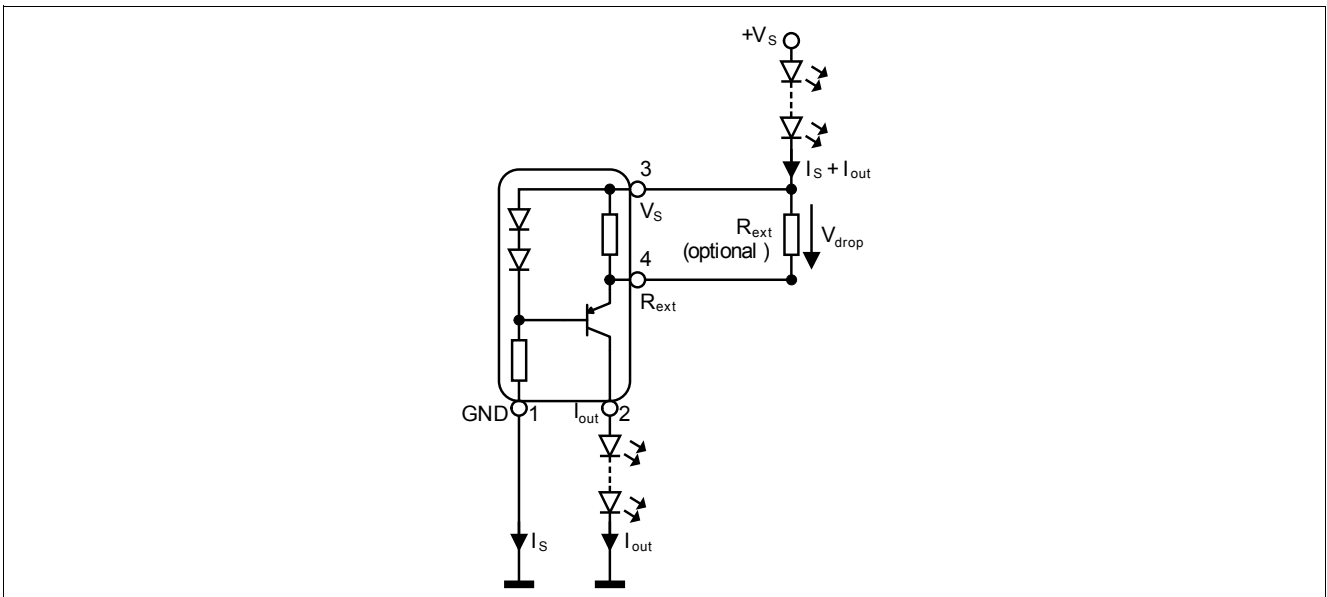 +VS
IS + Iout
3
VS
Rext
(optional )
Vdrop
4
Rext
GND
1
Iout
2
IS
Iout